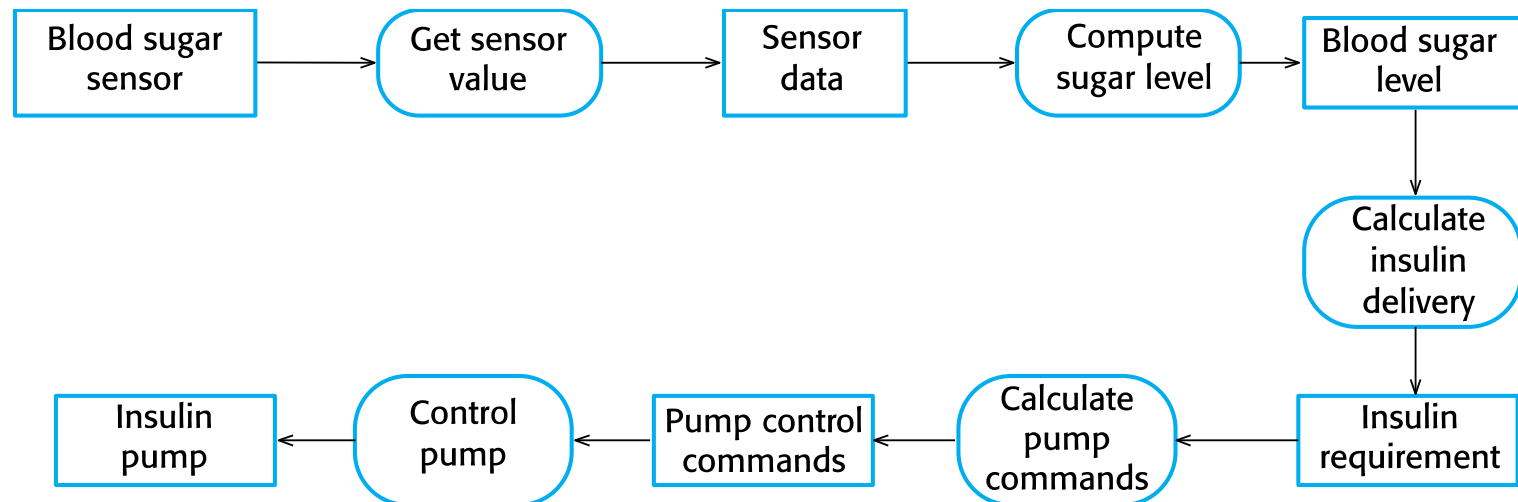 Blood sugar
sensor
Get sensor
value
Sensor
data
Compute
sugar level
Blood sugar
level
Calculate
insulin
delivery
Insulin
requirement
Calculate
pump
commands
Pump control
commands
Control
pump
Insulin
pump